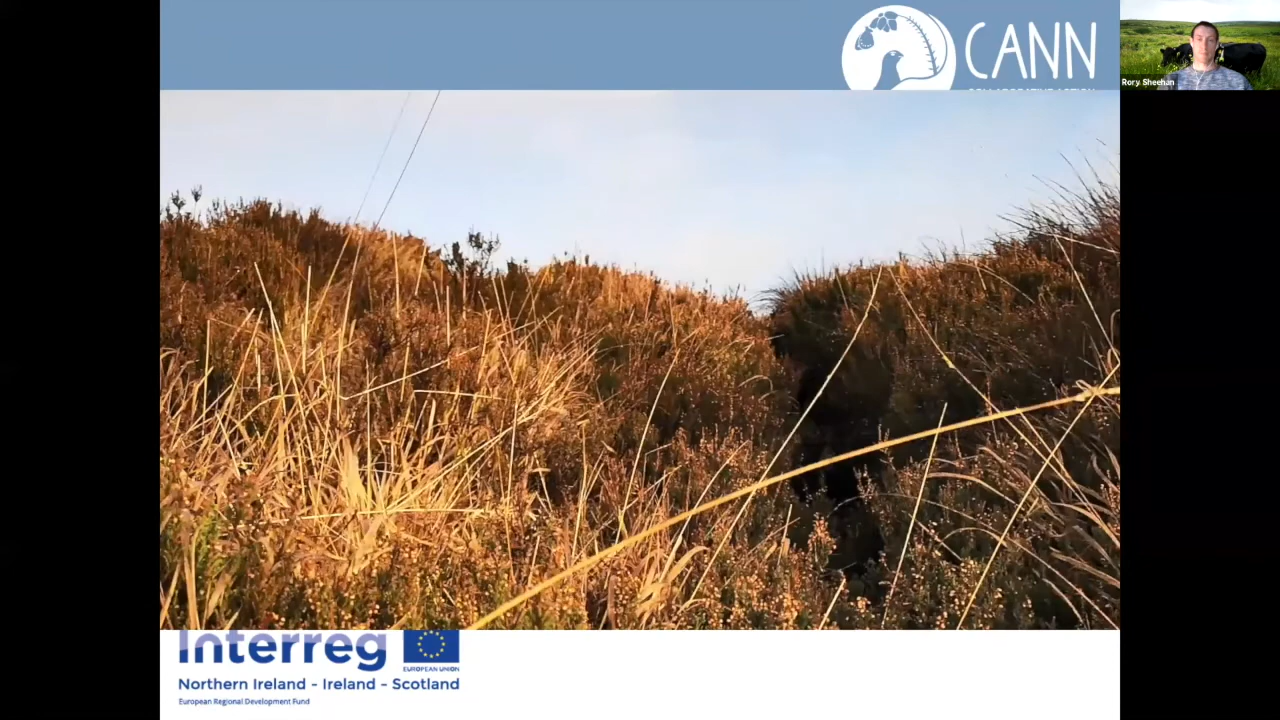 CANN
Rory Sheehan
Interreg
EUROPEAN UNION
Northern Ireland - Ireland - Scotland
European Regional Development Fund